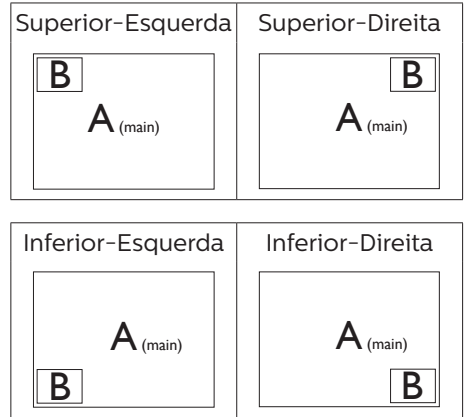 Superior-Esquerda
Superior-Direita
B
A (main)
B
A (main)
Inferior-Esquerda
Inferior-Direita
A (main)
B
A (main)
B